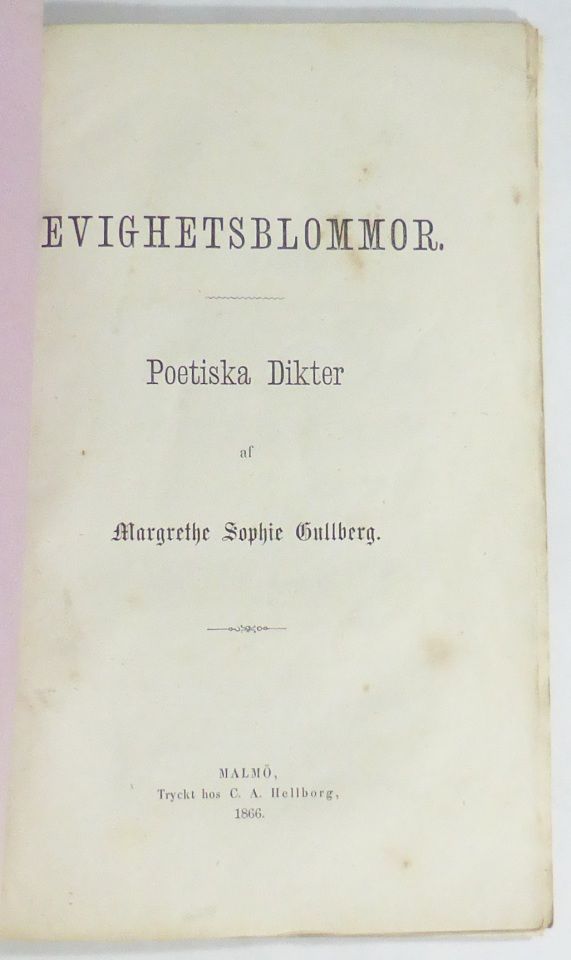 EVIGHETSBLOMMOR.
Poetiska Dikter
af
Margrethe Sophie Gullberg.
MALMÖ,
Tryckt hos C. A. Hellborg,
1866.